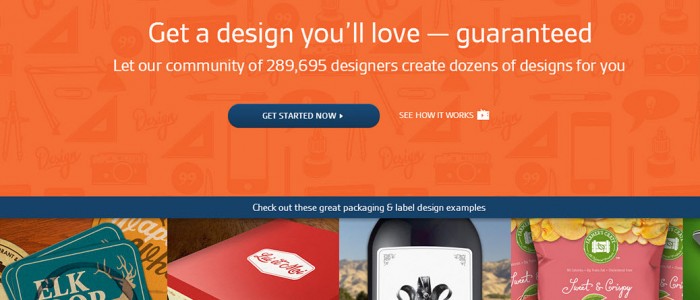 Get a design you'll love — guaranteed
Let our community of 289,695 designers create dozens of designs for you
GET STARTED NOW
SEE HOW IT WORKS
Check out these great packaging & label design examples
ELK
Sweet & Crispy